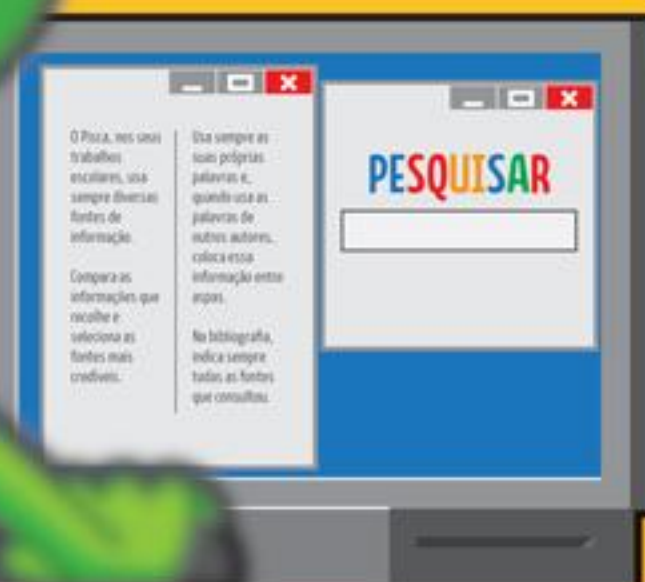 O Pisca, nos seus
trabalhos
escolares, usa
sempre diversas
fontes de
informação.
Compara as
informações que
recolhe e
seleciona as
fontes mais
credíveis.
Usa sempre as
suas próprias
palavras e,
quando usa as
palavras de
outros autores,
coloca essa
informação entre
aspas.
Na bibliografia,
indica sempre
todas as fontes
que consultou.
PESQUISAR